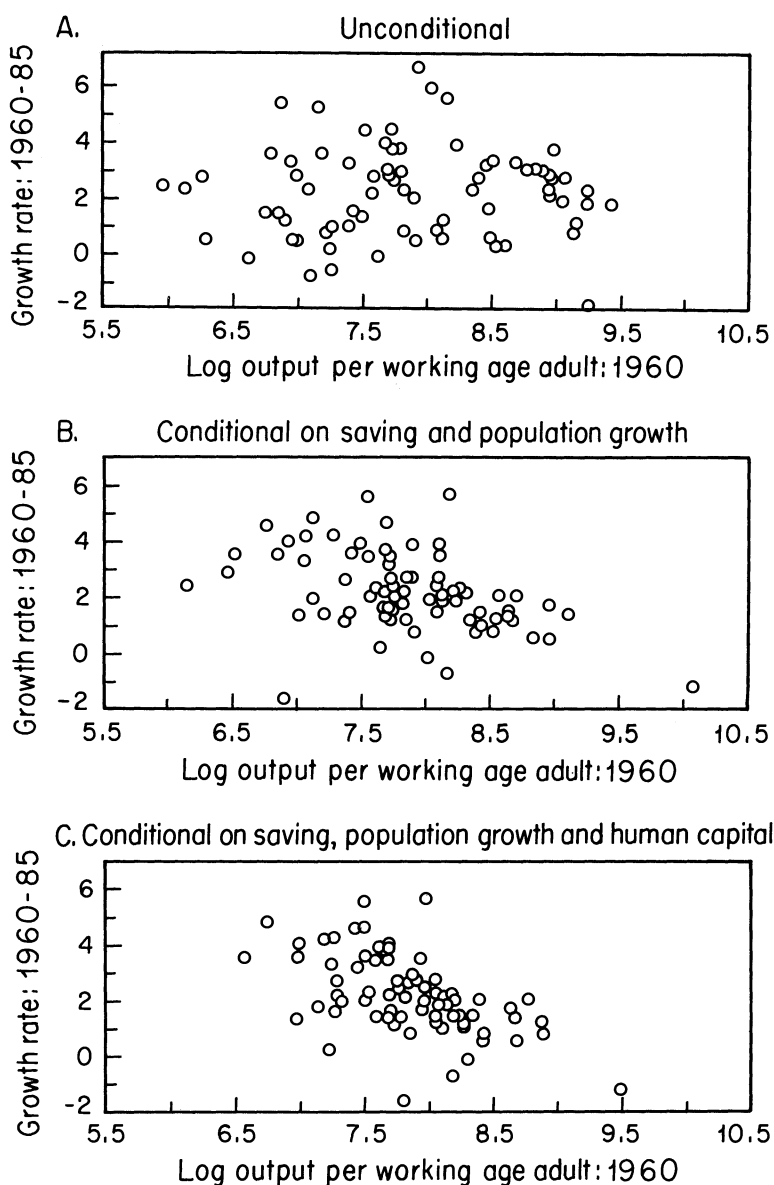 A. Unconditional
Growth rate: 1960-85
6
4
2
0
-2
5.5 6.5 7.5 8.5 9.5 10.5
Log output per working age adult: 1960
B. Conditional on saving and population growth
Growth rate: 1960-85
6
4
2
0
-2
5.5 6.5 7.5 8.5 9.5 10.5
Log output per working age adult: 1960
C. Conditional on saving, population growth and human capital
Growth rate: 1960-85
6
4
2
0
-2
5.5 6.5 7.5 8.5 9.5 10.5
Log output per working age adult: 1960